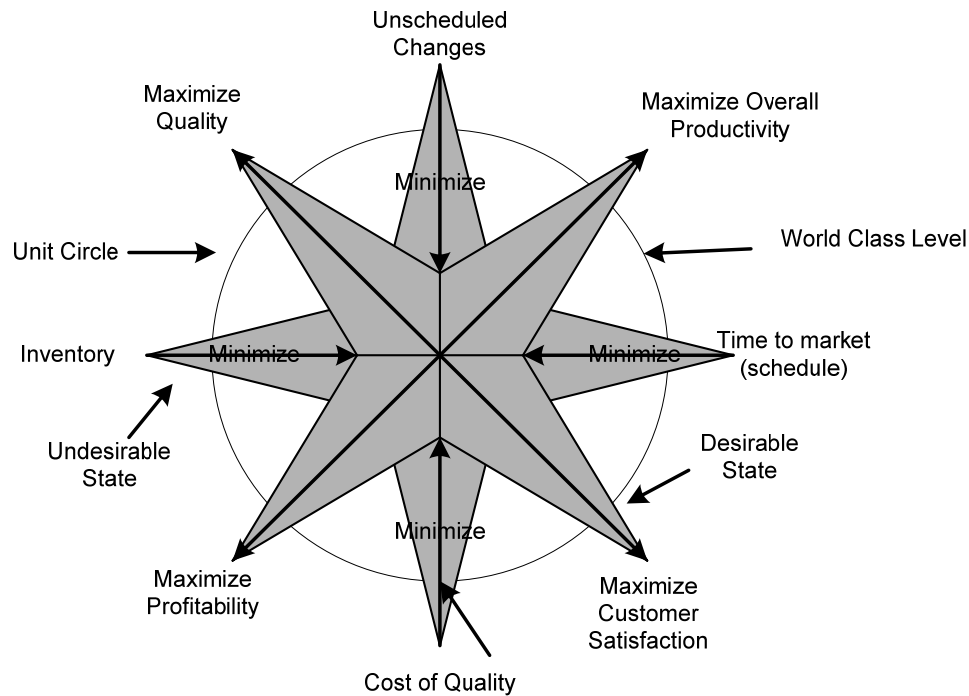 Unscheduled
Changes
Maximize
Quality
Maximize Overall
Productivity
Minimize
Unit Circle
World Class Level
Inventory
Minimize
Minimize
Time to market
(schedule)
Undesirable
State
Desirable
State
Minimize
Maximize
Profitability
Maximize
Customer
Satisfaction
Cost of Quality